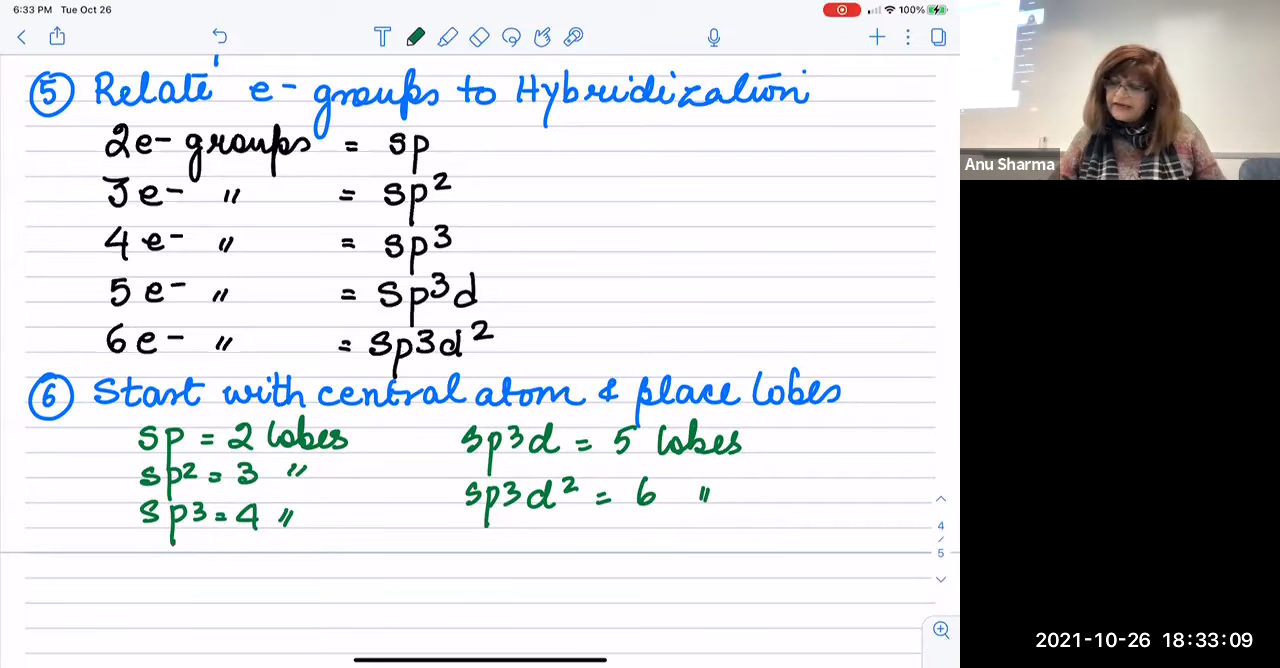 6:33 PM Tue Oct 26
100%
⑤ Relate e- groups to Hybridization
2e- groups = sp
3e- " = sp²
4e- " = sp³
5e- " = sp³d
6e- " = sp3d²
⑥ Start with central atom & place lobes
sp = 2 lobes sp³d = 5 lobes
sp² = 3 " sp3d² = 6 "
sp3 = 4 "
4
/
5
Anu Sharma
2021-10-26 18:33:09